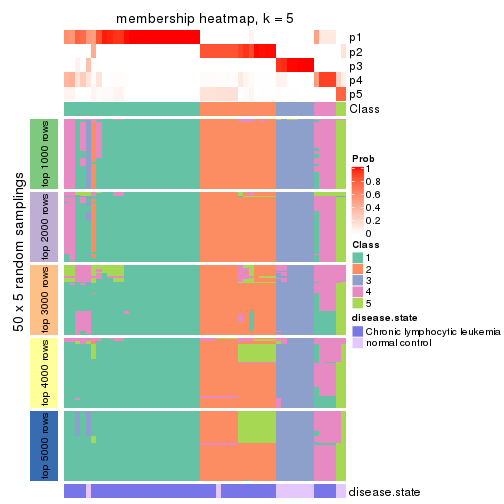 membership heatmap, k = 5
p1
p2
p3
p4
p5
Class
50 x 5 random samplings
top 1000 rows
top 2000 rows
top 3000 rows
top 4000 rows
top 5000 rows
Prob
1
0.8
0.6
0.4
0.2
0
Class
1
2
3
4
5
disease.state
Chronic lymphocytic leukemia
normal control
disease.state